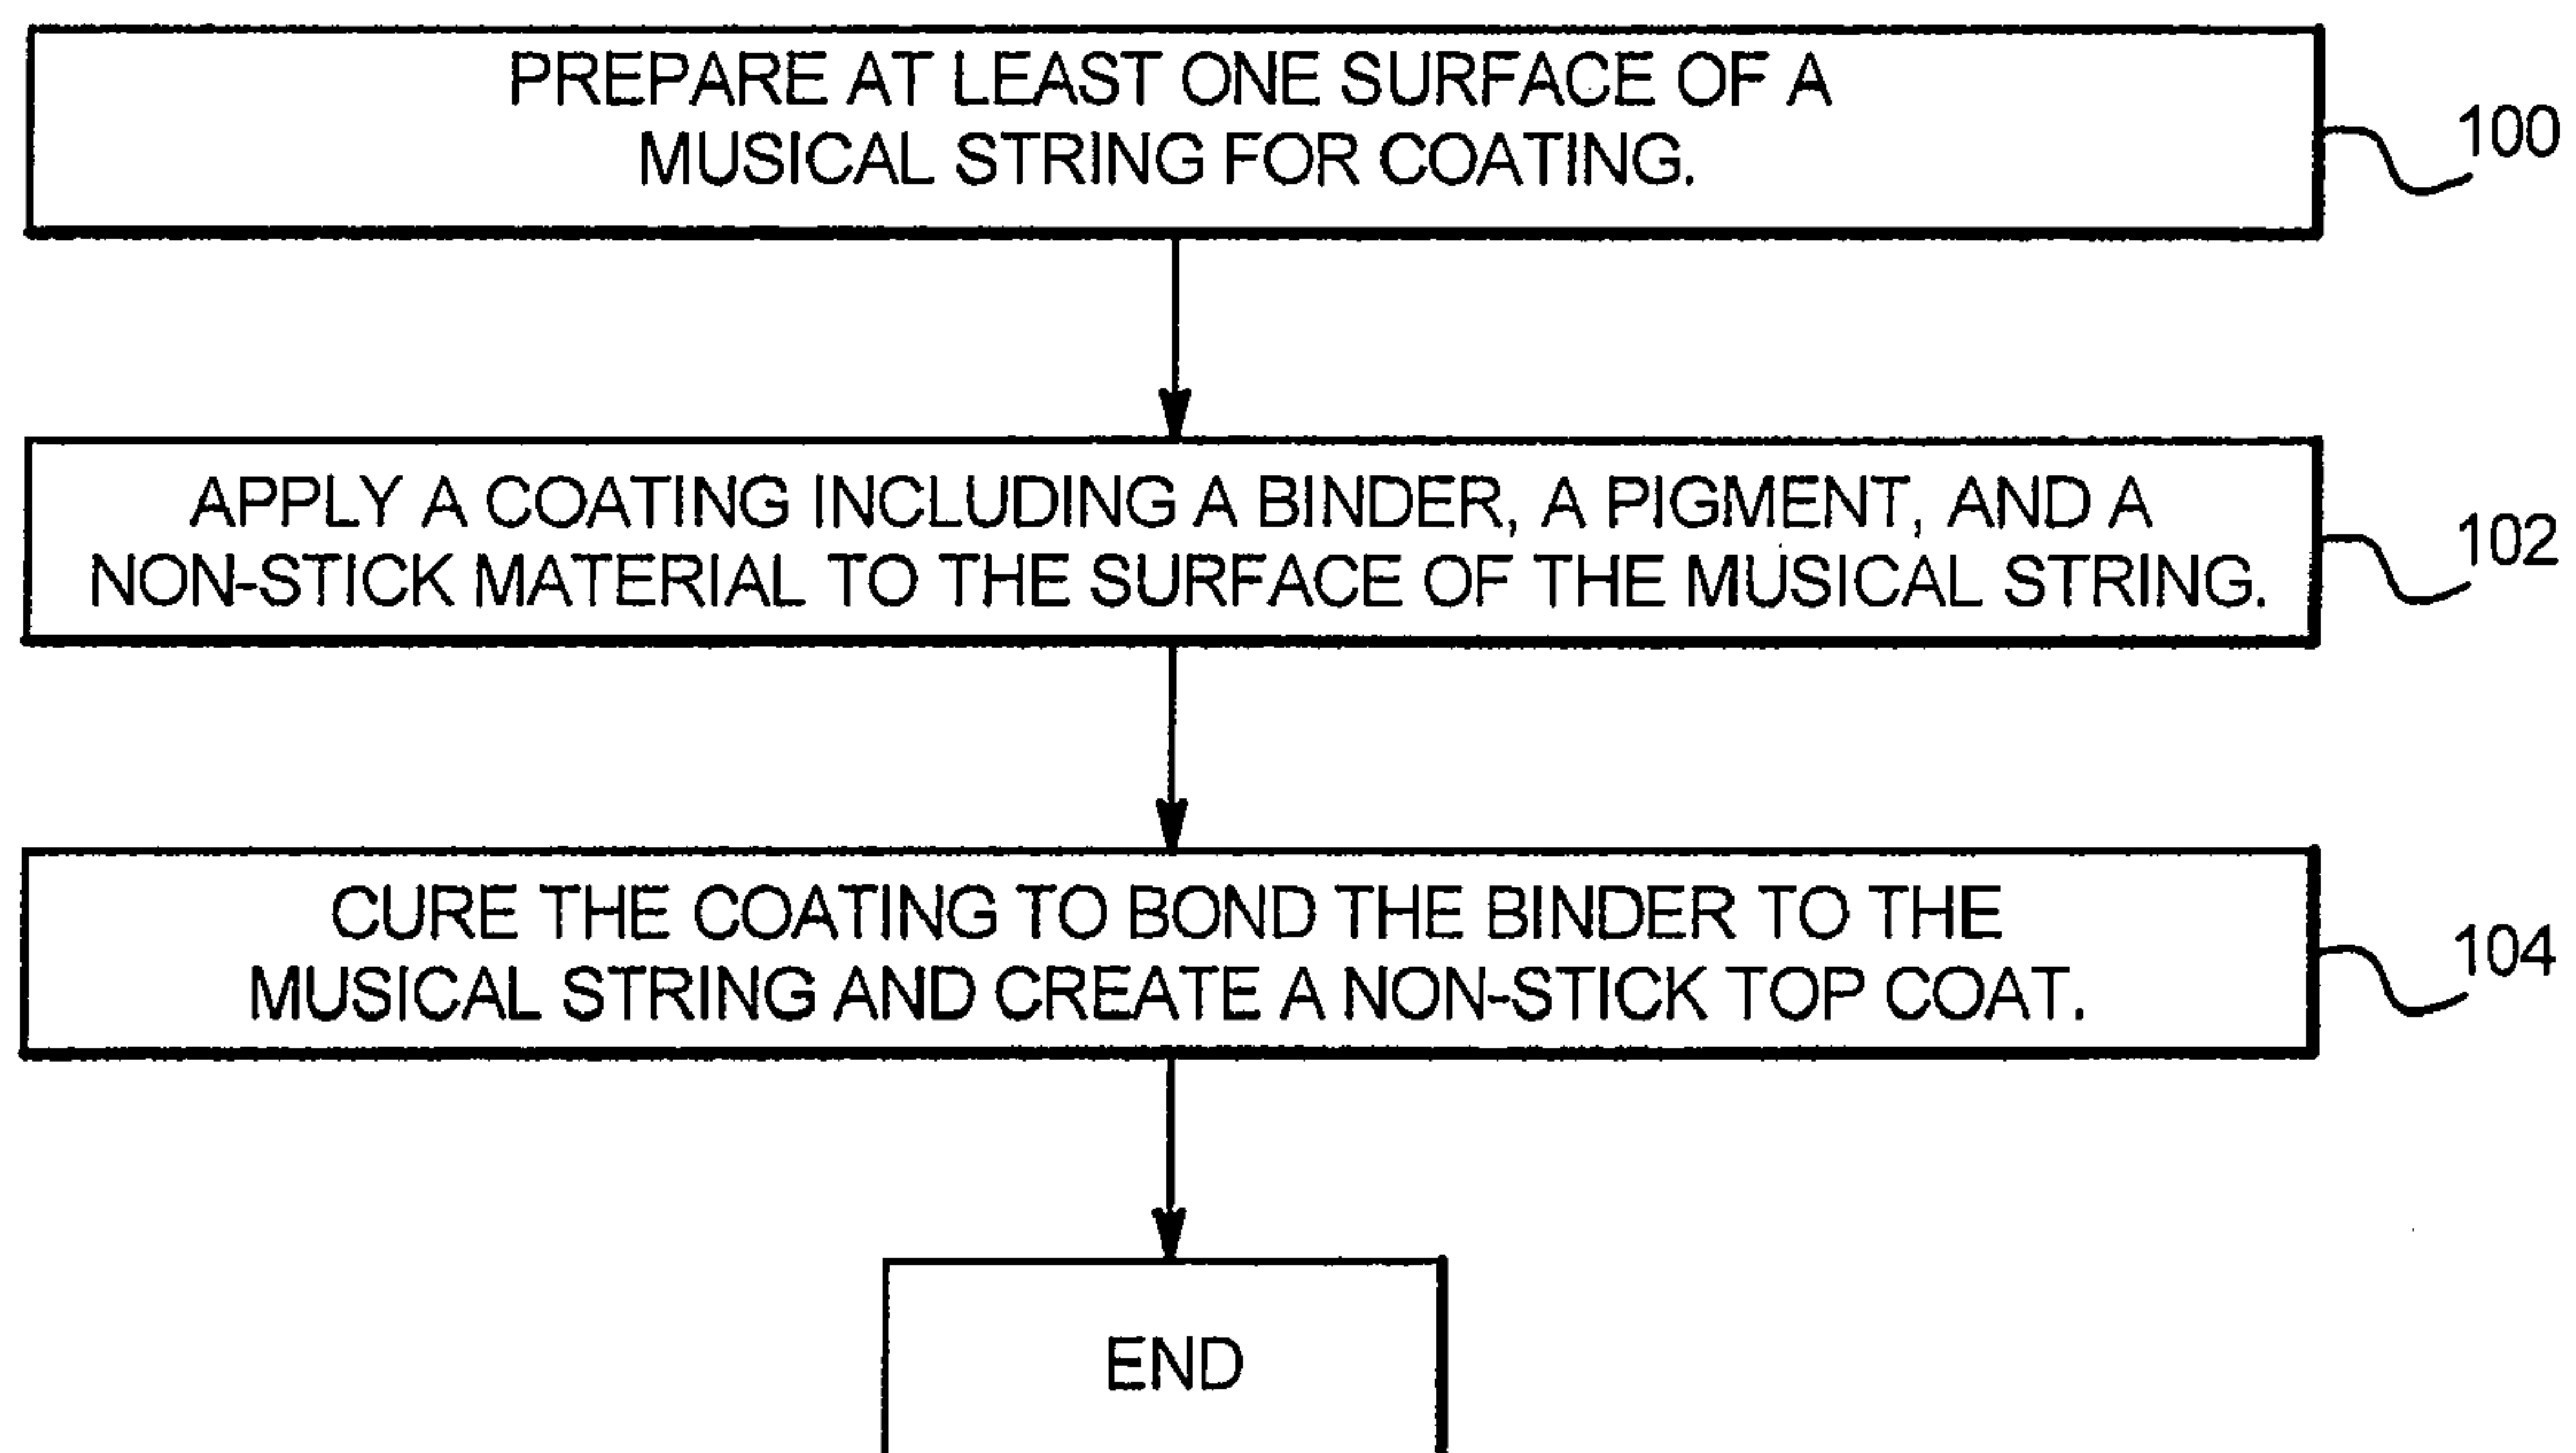 PREPARE AT LEAST ONE SURFACE OF A
MUSICAL STRING FOR COATING.
100
APPLY A COATING INCLUDING A BINDER, A PIGMENT, AND A
NON-STICK MATERIAL TO THE SURFACE OF THE MUSICAL STRING.
102
CURE THE COATING TO BOND THE BINDER TO THE
MUSICAL STRING AND CREATE A NON-STICK TOP COAT.
104
END